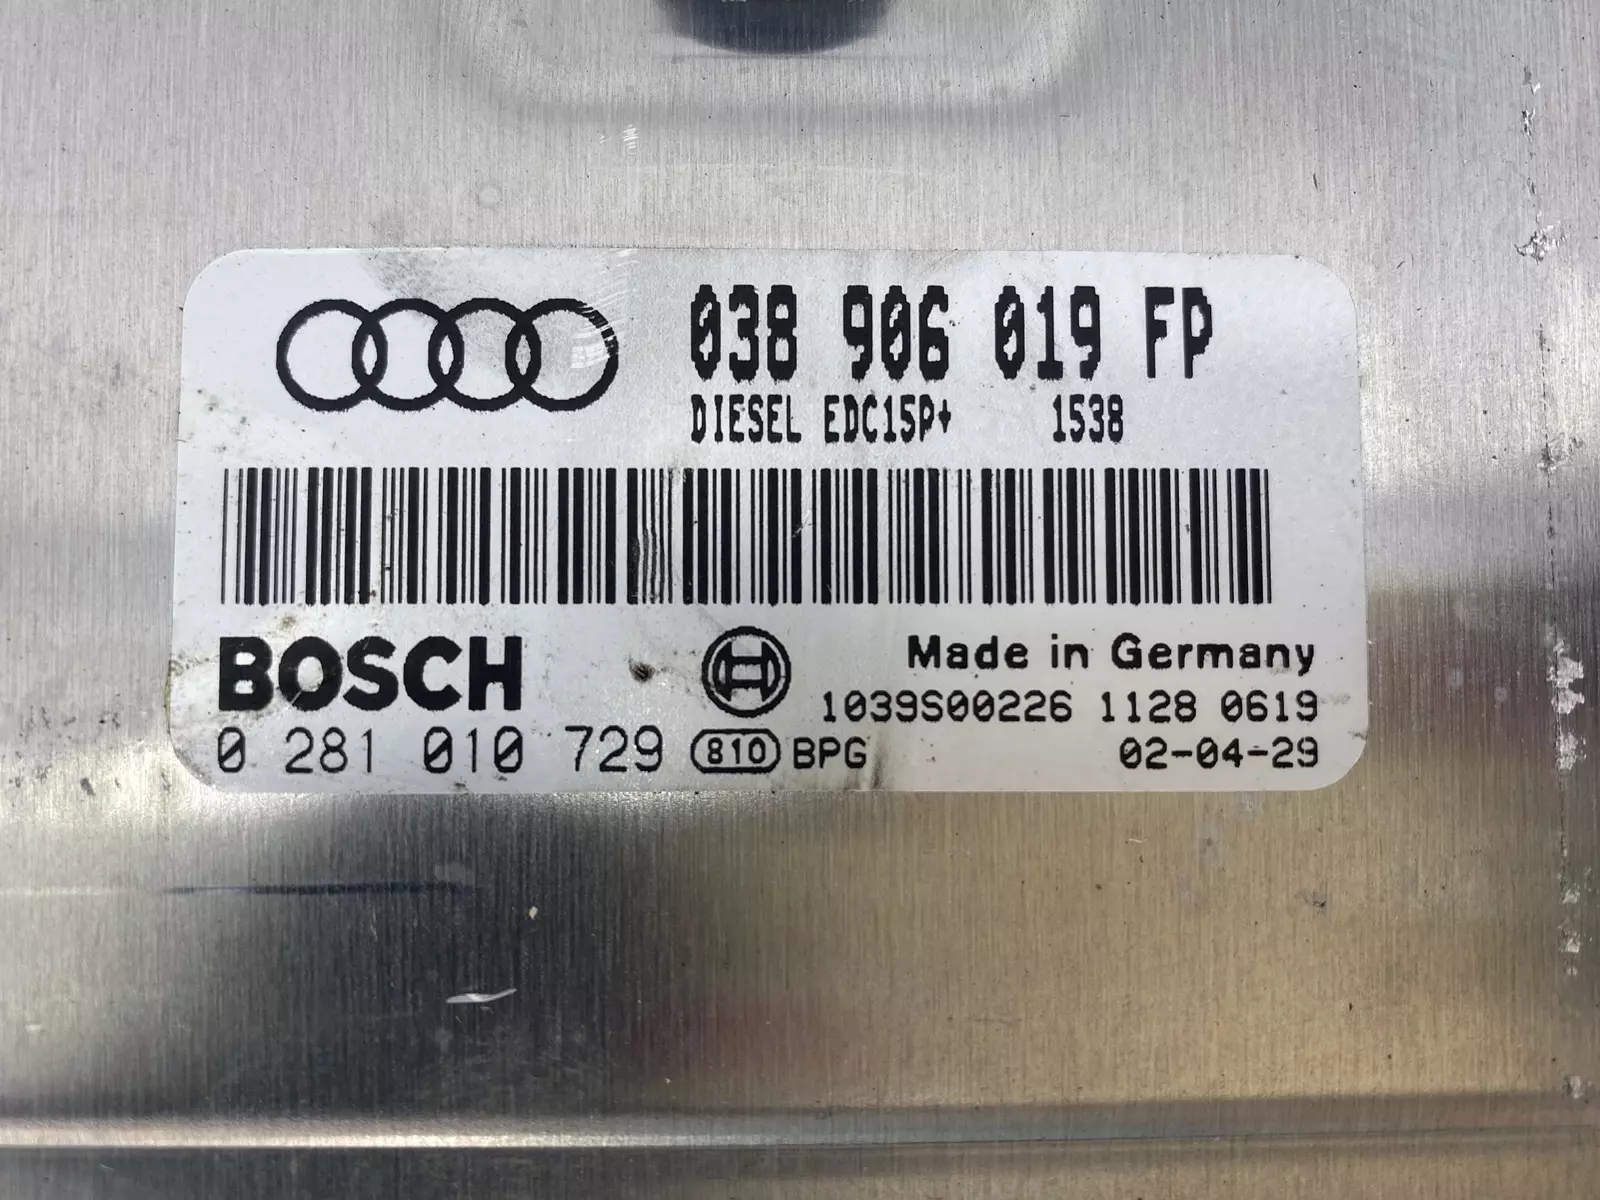 038 906 019 FP
DIESEL EDC15P+ 1538
BOSCH
Made in Germany
1039S00226 1128 0619
0 281 010 729 810 BPG 02-04-29